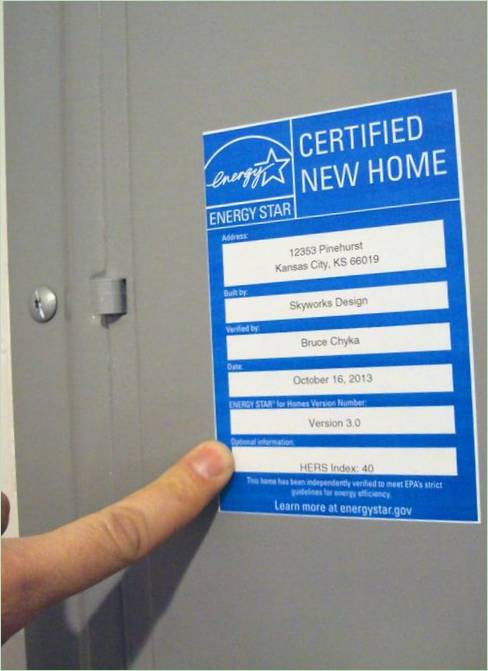 CERTIFIED
NEW HOME
energy
ENERGY STAR
Address:
12353 Pinehurst
Kansas City, KS 66019
Built by:
Skyworks Design
Verified by:
Bruce Chyka
Date:
October 16, 2013
ENERGY STAR® for Homes Version Number:
Version 3.0
Optional information:
HERS Index: 40
This home has been independently verified to meet EPA's strict
guidelines for energy efficiency.
Learn more at energystar.gov